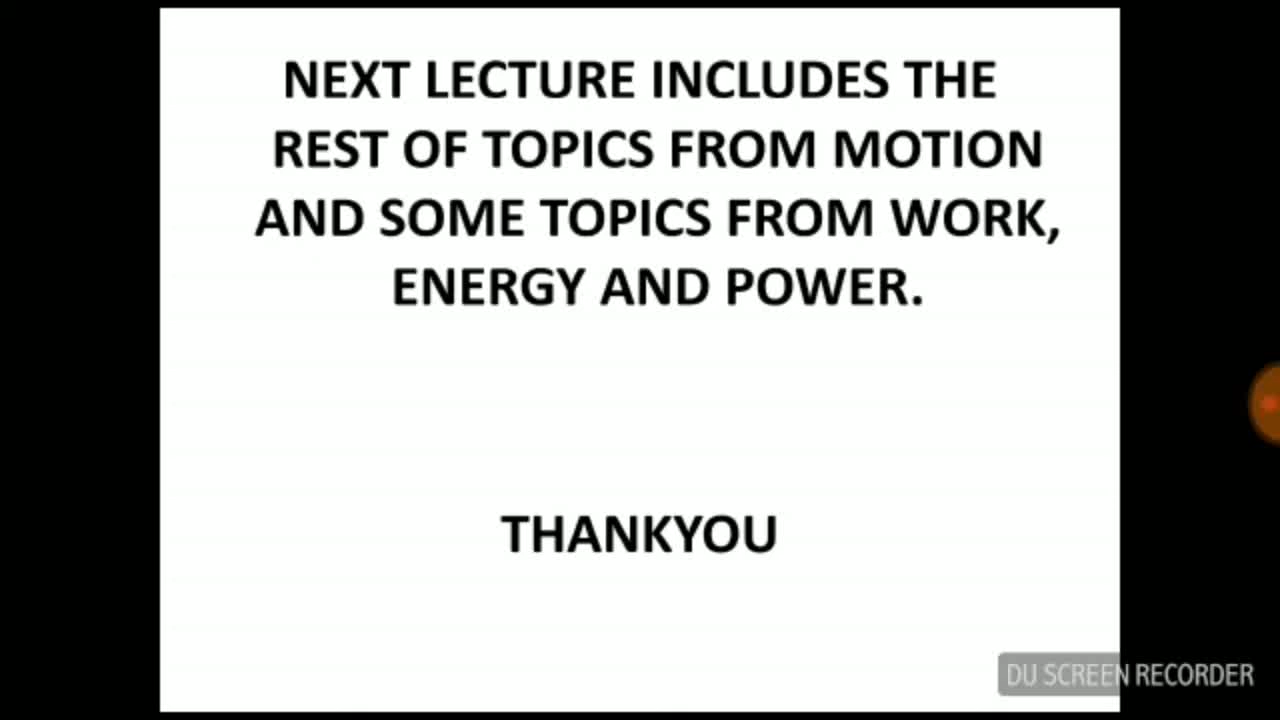 NEXT LECTURE INCLUDES THE
REST OF TOPICS FROM MOTION
AND SOME TOPICS FROM WORK,
ENERGY AND POWER.
THANKYOU
DU SCREEN RECORDER